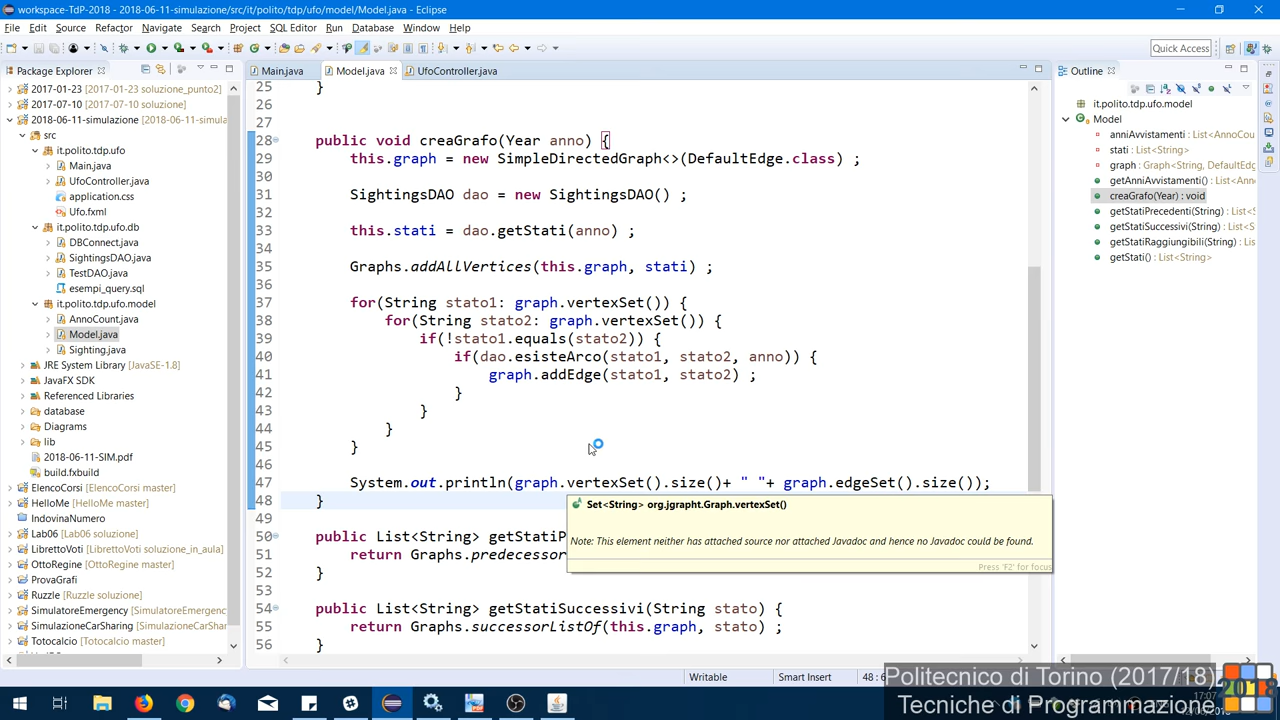 workspace-TdP-2018 - 2018-06-11-simulazione/src/it/polito/tdp/ufo/model/Model.java - Eclipse
File Edit Source Refactor Navigate Search Project SQL Editor Run Database Window Help
Quick Access
Package Explorer
2017-01-23 (2017-01-23 soluzione_punto2)
2017-07-10 (2017-07-10 soluzione)
2018-06-11-simulazione (2018-06-11-simula
src
it.polito.tdp.ufo
Main.java
UfoController.java
application.css
Ufo.fxml
it.polito.tdp.ufo.db
DBConnect.java
SightingsDAO.java
TestDAO.java
esempi_query.sql
it.polito.tdp.ufo.model
AnnoCount.java
Model.java
Sighting.java
JRE System Library [JavaSE-1.8]
JavaFX SDK
Referenced Libraries
database
Diagrams
lib
2018-06-11-SIM.pdf
build.fxbuild
ElencoCorsi (ElencoCorsi master)
HelloMe (HelloMe master)
IndovinaNumero
Lab06 (Lab06 soluzione)
LibrettoVoti (LibrettoVoti soluzione_in_aula)
OttoRegine (OttoRegine master)
ProvaGrafi
Ruzzle (Ruzzle soluzione)
SimulatoreEmergency (SimulatoreEmergen
SimulazioneCarSharing (SimulazioneCarShar
Totocalcio (Totocalcio master)
Main.java Model.java UfoController.java
25 }
26
27
28 public void creaGrafo(Year anno) {
29 this.graph = new SimpleDirectedGraph<>(DefaultEdge.class) ;
30
31 SightingsDAO dao = new SightingsDAO() ;
32
33 this.stati = dao.getStati(anno) ;
34
35 Graphs.addAllVertices(this.graph, stati) ;
36
37 for(String stato1: graph.vertexSet()) {
38 for(String stato2: graph.vertexSet()) {
39 if(!stato1.equals(stato2)) {
40 if(dao.esisteArco(stato1, stato2, anno)) {
41 graph.addEdge(stato1, stato2) ;
42 }
43 }
44 }
45 }
46
47 System.out.println(graph.vertexSet().size()+ " "+ graph.edgeSet().size());
48 }
49
50 public List<String> getStatiP
51 return Graphs.predecessor
52 }
53
54 public List<String> getStatiSuccessivi(String stato) {
55 return Graphs.successorListOf(this.graph, stato) ;
56 }
Set<String> org.jgrapht.Graph.vertexSet()
Note: This element neither has attached source nor attached Javadoc and hence no Javadoc could be found.
Press 'F2' for focus
Outline
it.polito.tdp.ufo.model
Model
anniAvvistamenti : List<AnnoCou
stati : List<String>
graph : Graph<String, DefaultEdge
getAnniAvvistamenti() : List<Ann
creaGrafo(Year) : void
getStatiPrecedenti(String) : List<S
getStatiSuccessivi(String) : List<St
getStatiRaggiungibili(String) : List
getStati() : List<String>
Writable Smart Insert 48 : 6
Politecnico di Torino (2017/18)
Tecniche di Programmazione
2018
17:07